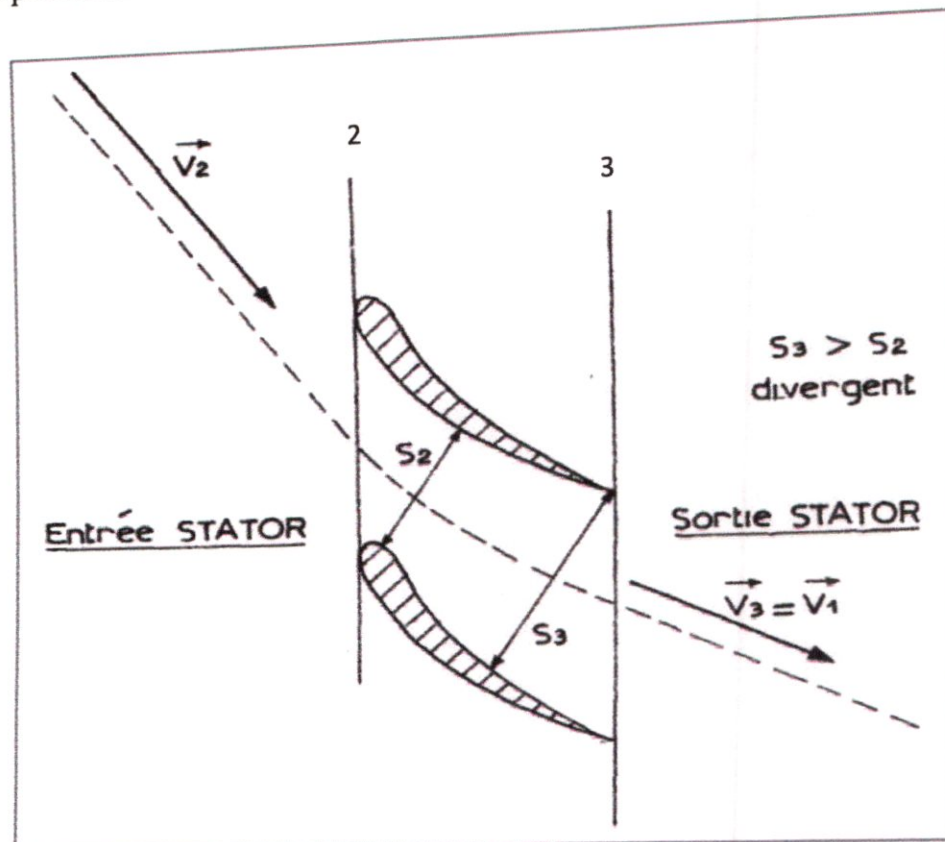 V2
2
3
S3 > S2
divergent
S2
Entrée STATOR
Sortie STATOR
V3 = V1
S3